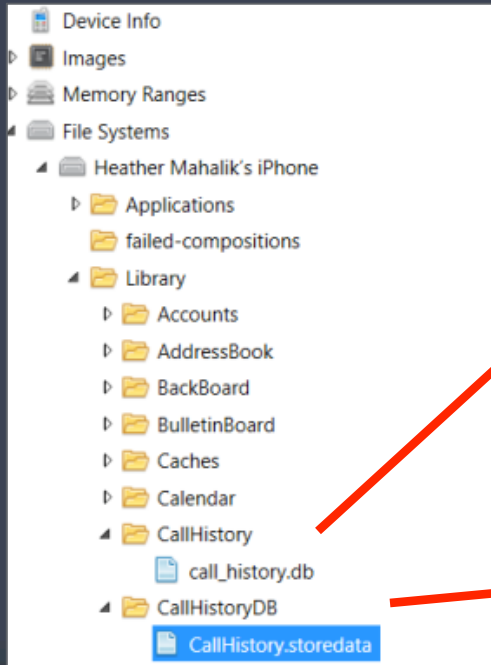 Device Info
Images
Memory Ranges
File Systems
Heather Mahalik's iPhone
Applications
failed-compositions
Library
Accounts
AddressBook
BackBoard
BulletinBoard
Caches
Calendar
CallHistory
call_history.db
CallHistoryDB
CallHistory.storedata